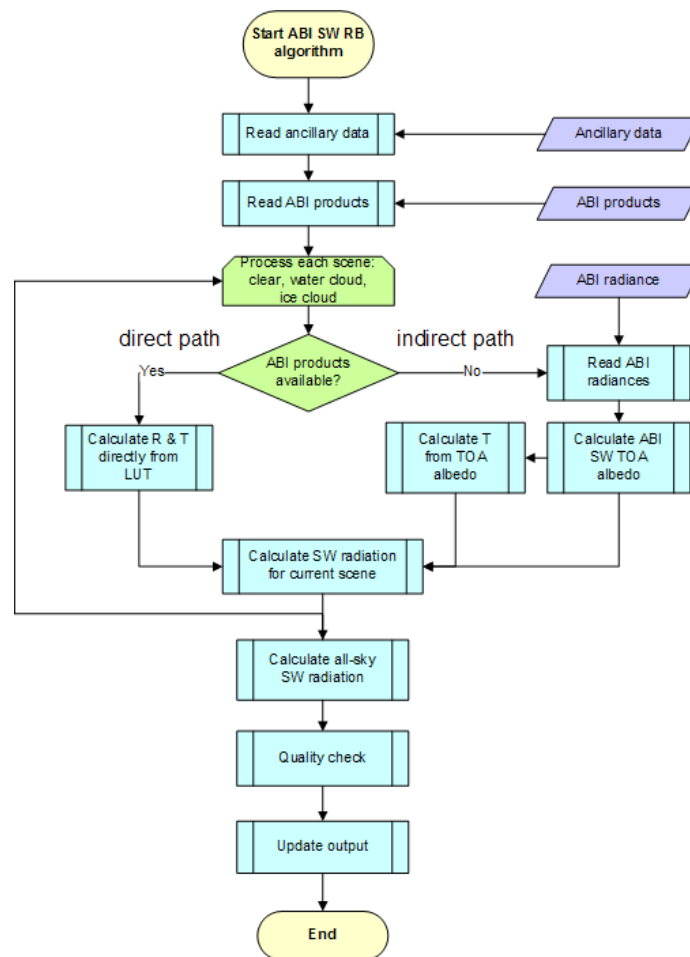 Start ABI SW RB
algorithm
Read ancillary data
Ancillary data
Read ABI products
ABI products
Process each scene:
clear, water cloud,
ice cloud
ABI radiance
direct path
indirect path
ABI products
available?
Yes
No
Read ABI
radiances
Calculate R & T
directly from
LUT
Calculate T
from TOA
albedo
Calculate ABI
SW TOA
albedo
Calculate SW radiation
for current scene
Calculate all-sky
SW radiation
Quality check
Update output
End